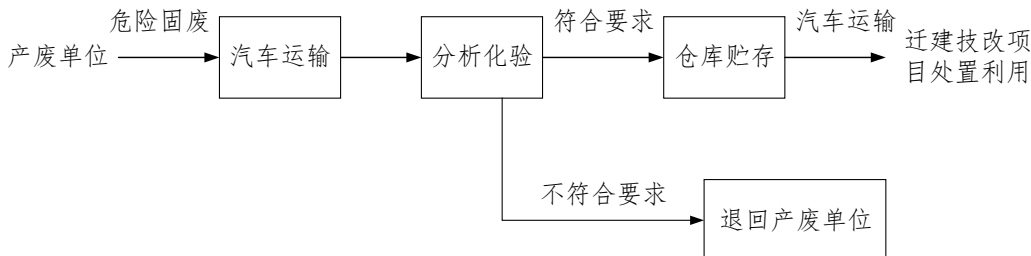 危险固废
产废单位
汽车运输
分析化验
符合要求
仓库贮存
汽车运输
迁建技改项
目处置利用
不符合要求
退回产废单位